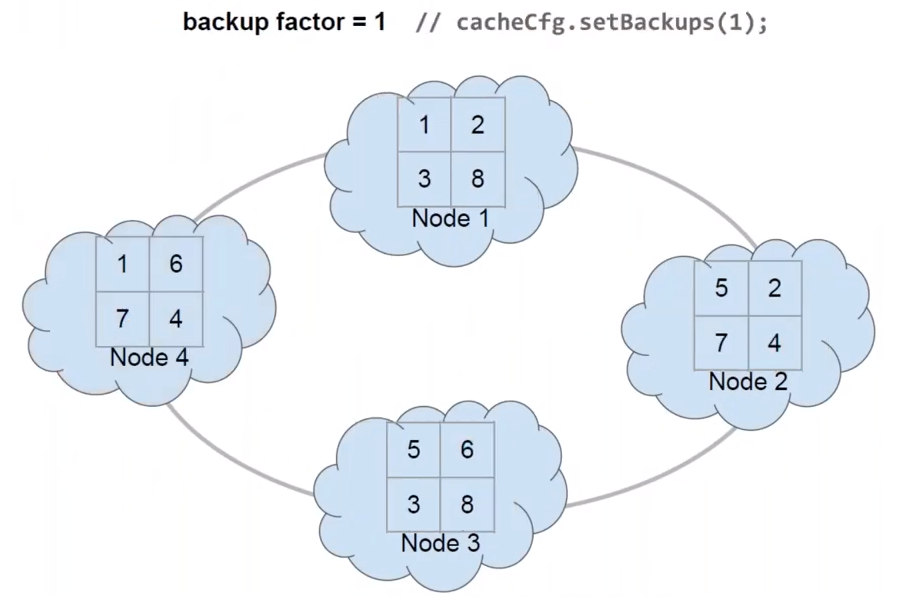 backup factor = 1 // cacheCfg.setBackups(1);
1 2
3 8
Node 1
1 6
7 4
Node 4
5 2
7 4
Node 2
5 6
3 8
Node 3